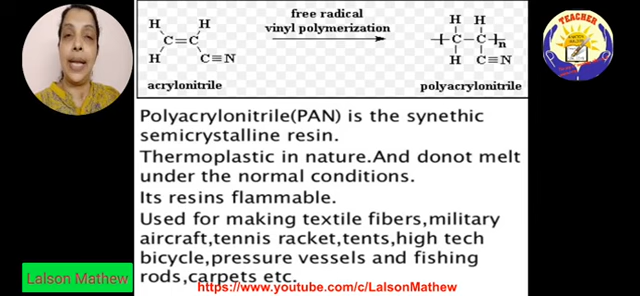 H H
free radical
vinyl polymerization
H H
C=C
C C
n
H C≡N
H C≡N
acrylonitrile
polyacrylonitrile
TEACHER
Polyacrylonitrile(PAN) is the synethic
semicrystalline resin.
Thermoplastic in nature.And donot melt
under the normal conditions.
Its resins flammable.
Used for making textile fibers,military
aircraft,tennis racket,tents,high tech
bicycle,pressure vessels and fishing
rods,carpets etc.
Lalson Mathew
https://www.youtube.com/c/LalsonMathew